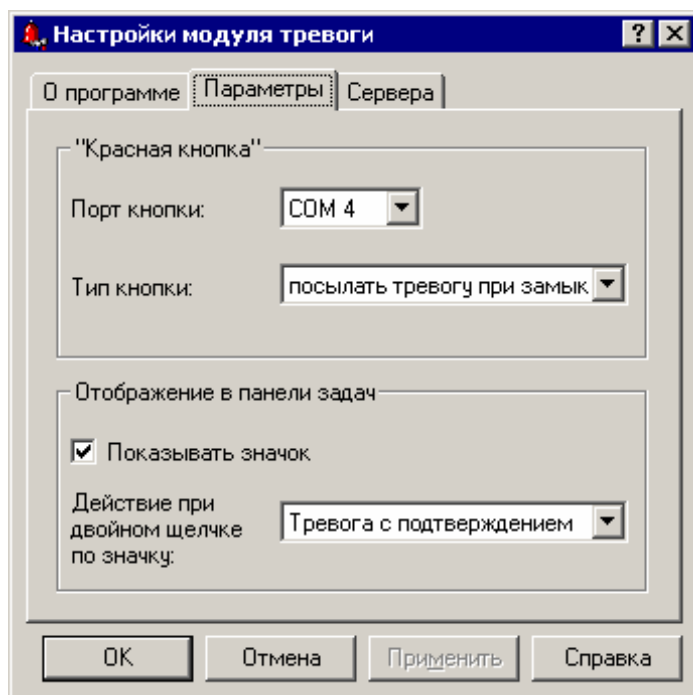 Настройки модуля тревоги
О программе Параметры Сервера
"Красная кнопка"
Порт кнопки: COM 4
Тип кнопки: посылать тревогу при замык
Отображение в панели задач
Показывать значок
Действие при
двойном щелчке
по значку:
Тревога с подтверждением
OK Отмена Применить Справка